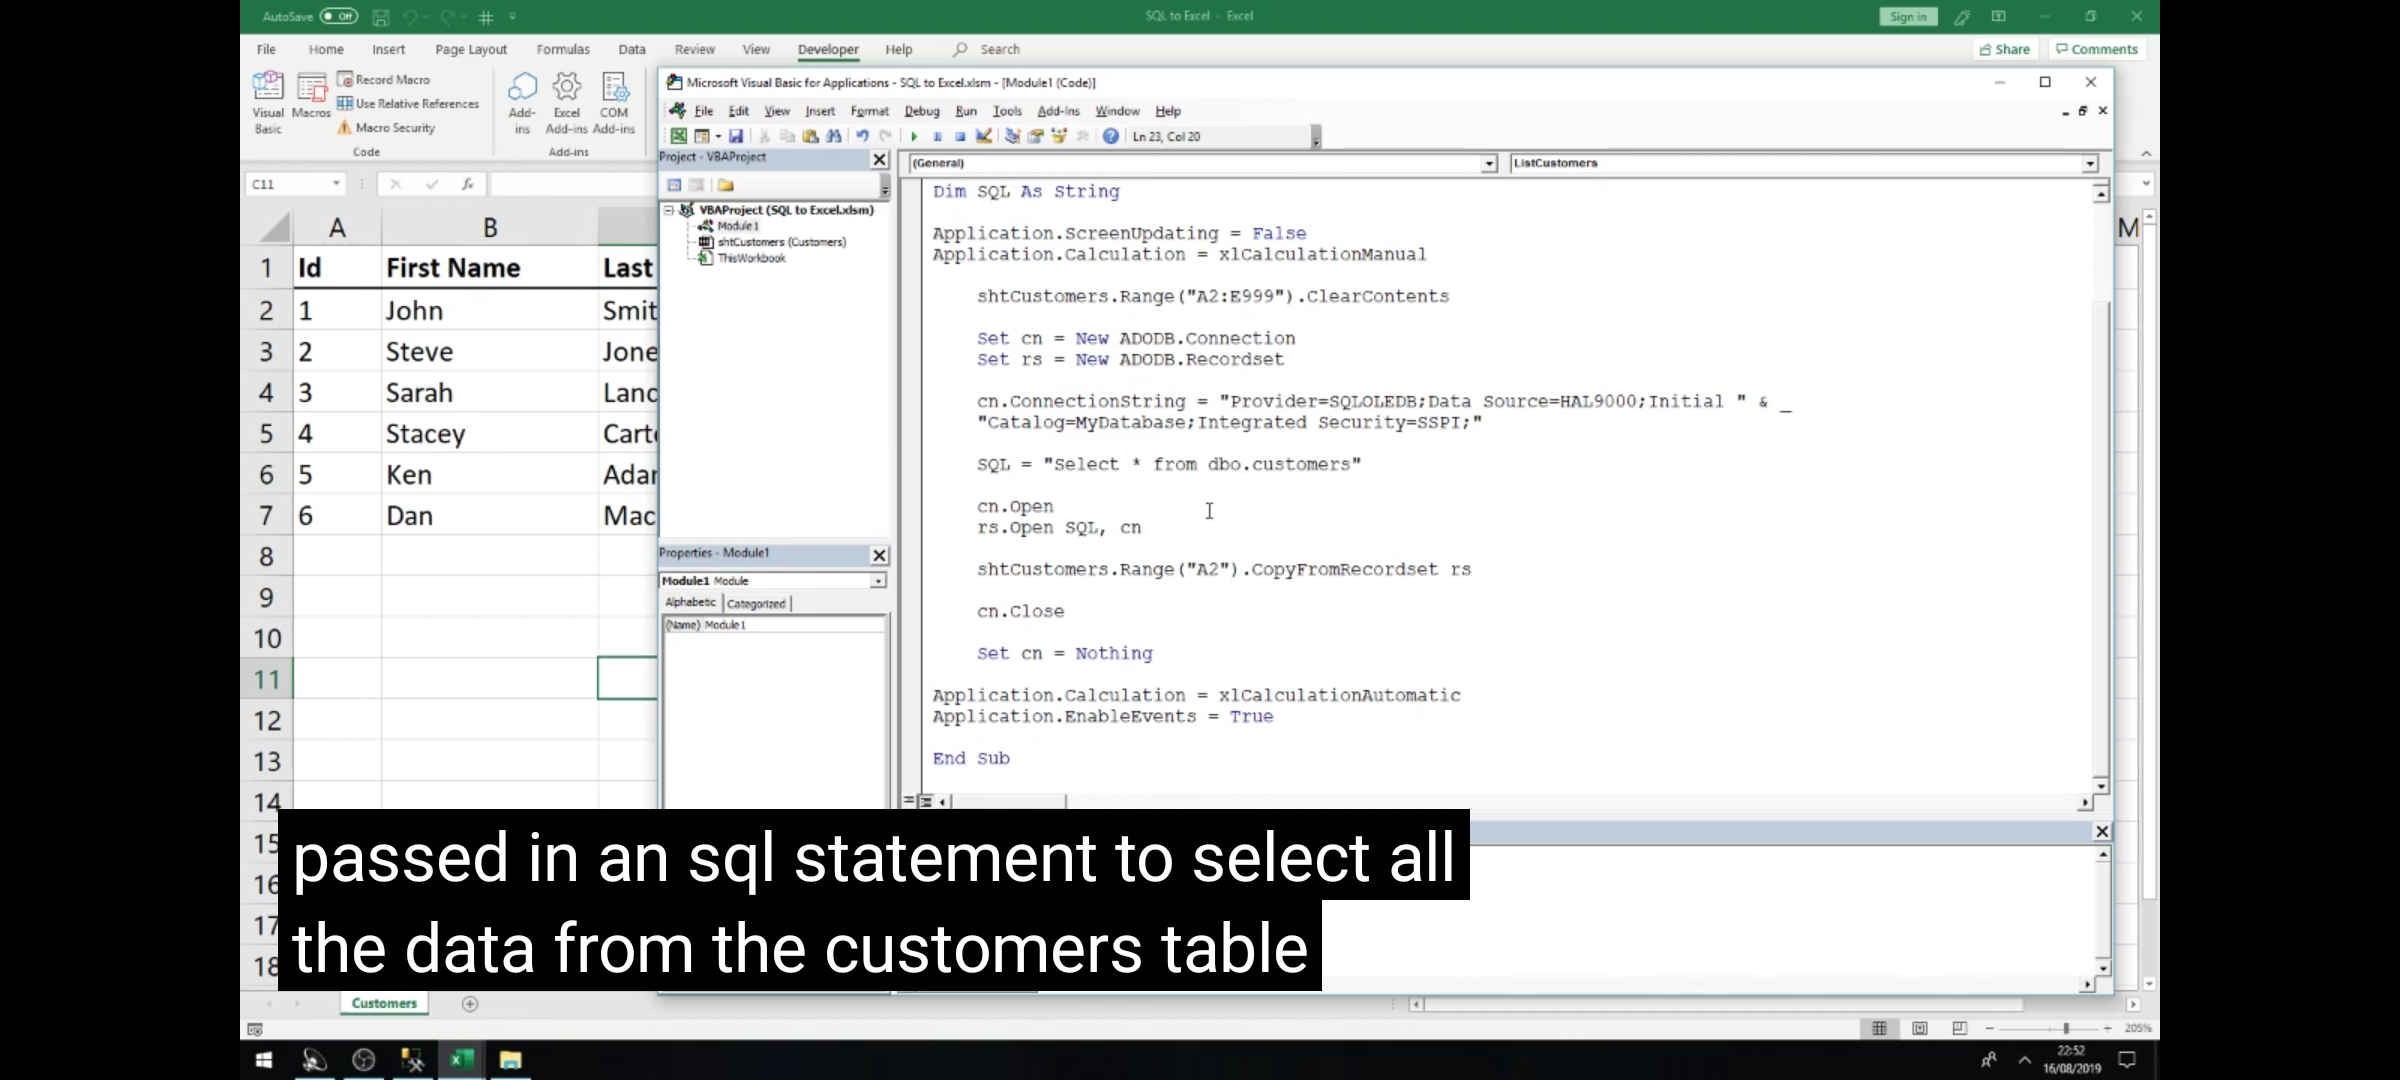 AutoSave Off
SQL to Excel - Excel
Sign in
File Home Insert Page Layout Formulas Data Review View Developer Help Search
Share Comments
Visual Basic
Macros
Record Macro
Use Relative References
Macro Security
Code
Add-ins
Excel Add-ins
COM Add-ins
Add-ins
C11
fx
Microsoft Visual Basic for Applications - SQL to Excel.xlsm - [Module1 (Code)]
File Edit View Insert Format Debug Run Tools Add-Ins Window Help
Ln 23, Col 20
Project - VBAProject
VBAProject (SQL to Excel.xlsm)
Module1
shtCustomers (Customers)
ThisWorkbook
Properties - Module1
Module1 Module
Alphabetic Categorized
(Name) Module1
(General) ListCustomers
Dim SQL As String
Application.ScreenUpdating = False
Application.Calculation = xlCalculationManual
shtCustomers.Range("A2:E999").ClearContents
Set cn = New ADODB.Connection
Set rs = New ADODB.Recordset
cn.ConnectionString = "Provider=SQLOLEDB;Data Source=HAL9000;Initial " & _
"Catalog=MyDatabase;Integrated Security=SSPI;"
SQL = "Select * from dbo.customers"
cn.Open
rs.Open SQL, cn
shtCustomers.Range("A2").CopyFromRecordset rs
cn.Close
Set cn = Nothing
Application.Calculation = xlCalculationAutomatic
Application.EnableEvents = True
End Sub
A B M
1 Id First Name Last
2 1 John Smit
3 2 Steve Jone
4 3 Sarah Lanc
5 4 Stacey Cart
6 5 Ken Adar
7 6 Dan Mac
8
9
10
11
12
13
14
15
16
17
18
passed in an sql statement to select all
the data from the customers table
Customers
205%
22:52
16/08/2019